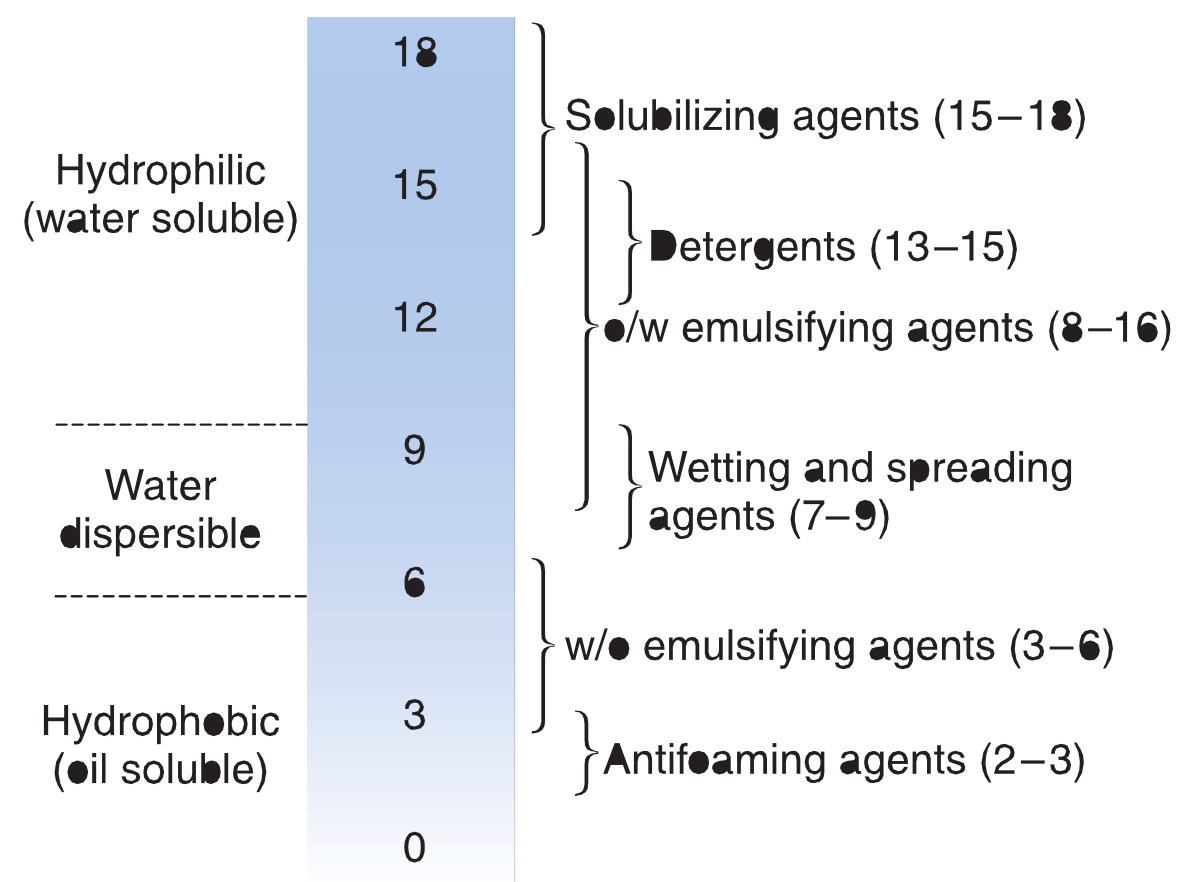 18
Solubilizing agents (15–18)
Hydrophilic
(water soluble)
15
Detergents (13–15)
12
o/w emulsifying agents (8–16)
9
Water
dispersible
Wetting and spreading
agents (7–9)
6
w/o emulsifying agents (3–6)
Hydrophobic
(oil soluble)
3
Antifoaming agents (2–3)
0